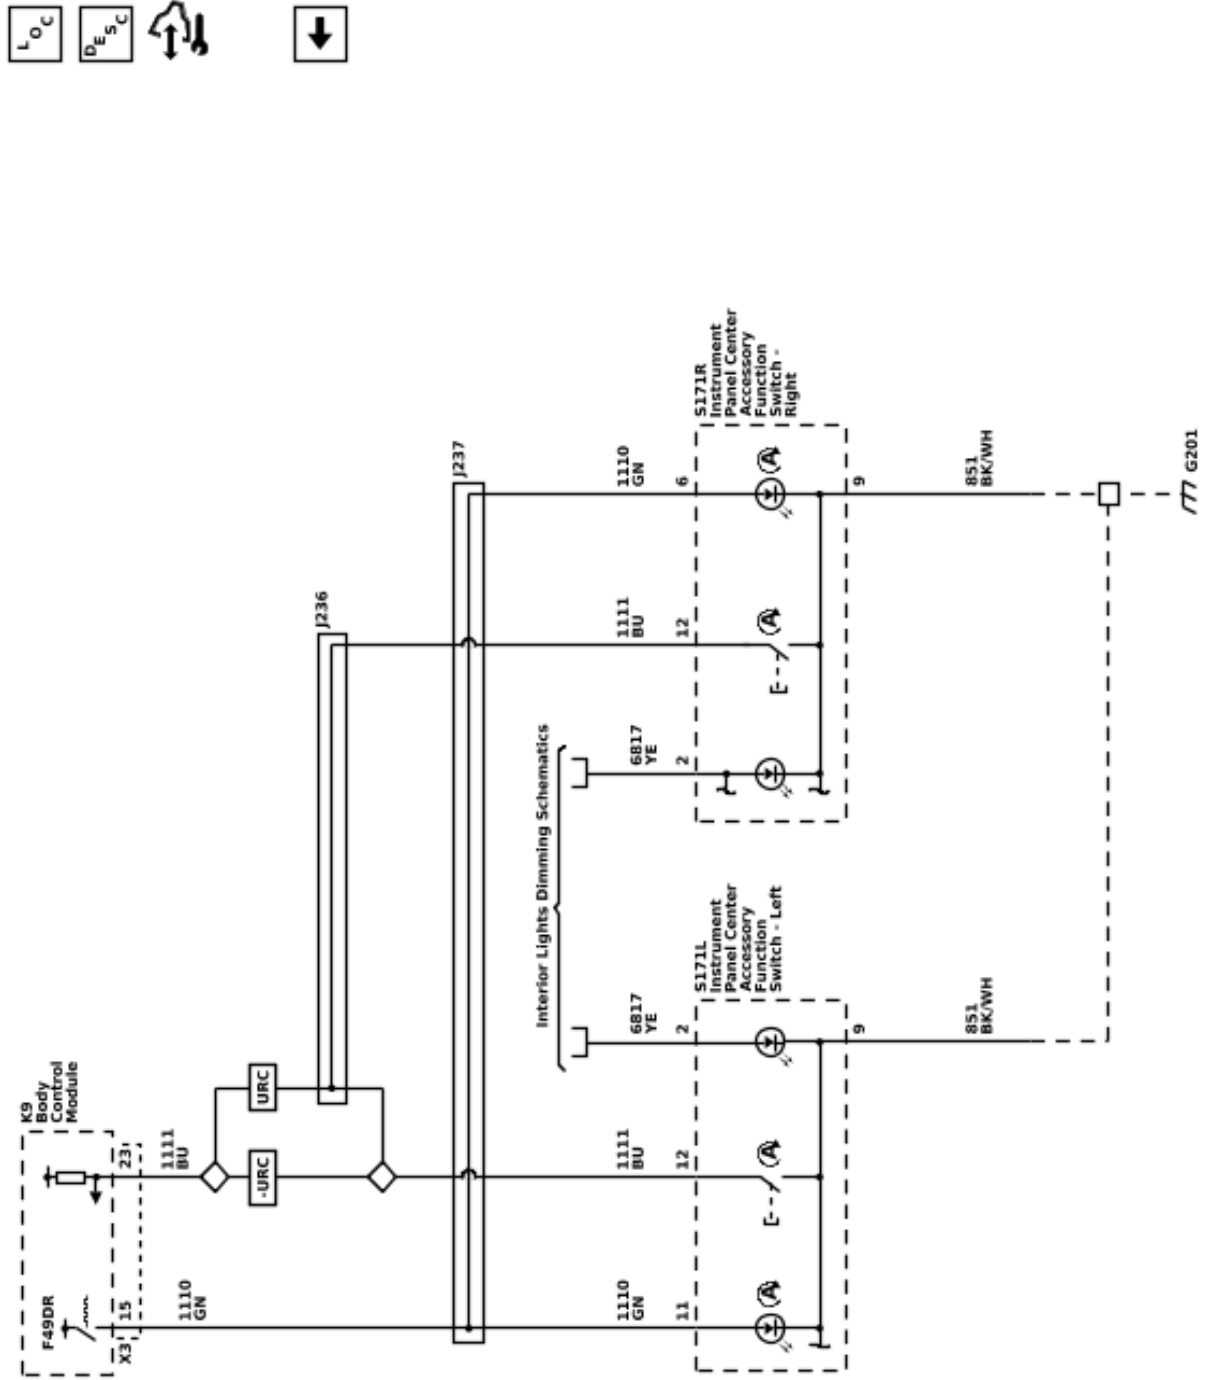 LOC
DESC
K9
Body
Control
Module
F49DR
X3
15
23
1110
GN
1111
BU
-URC
URC
J236
J237
Interior Lights Dimming Schematics
1110
GN
11
1111
BU
12
6817
YE
2
6817
YE
2
1111
BU
12
1110
GN
6
S171L
Instrument
Panel Center
Accessory
Function
Switch - Left
S171R
Instrument
Panel Center
Accessory
Function
Switch -
Right
A
A
A
A
9
9
851
BK/WH
851
BK/WH
G201